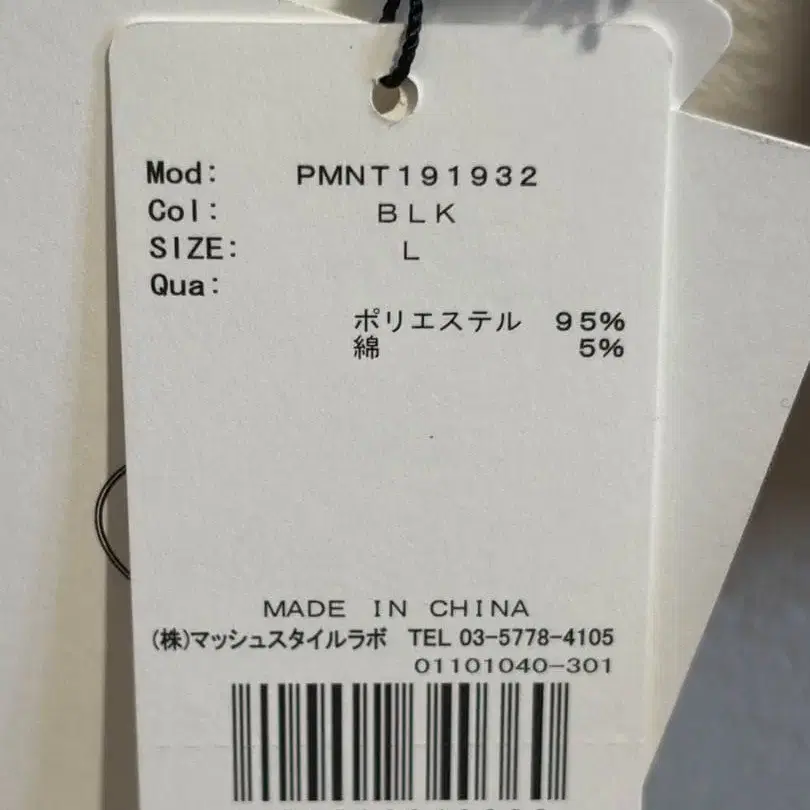 Mod: PMNT191932
Col: BLK
SIZE: L
Qua:
ポリエステル 95%
綿 5%
MADE IN CHINA
(株)マッシュスタイルラボ TEL 03-5778-4105
01101040-301